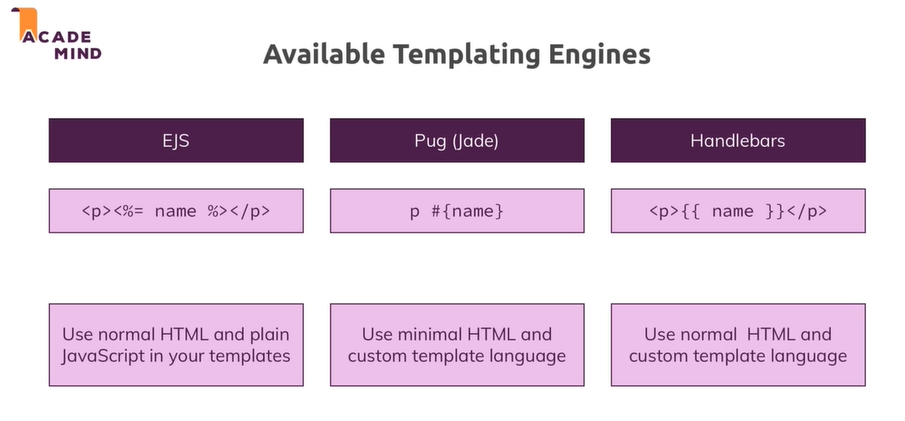 ACADE
MIND
Available Templating Engines
EJS
Pug (Jade)
Handlebars
<p><%= name %></p>
p #{name}
<p>{{ name }}</p>
Use normal HTML and plain
JavaScript in your templates
Use minimal HTML and
custom template language
Use normal  HTML and
custom template language